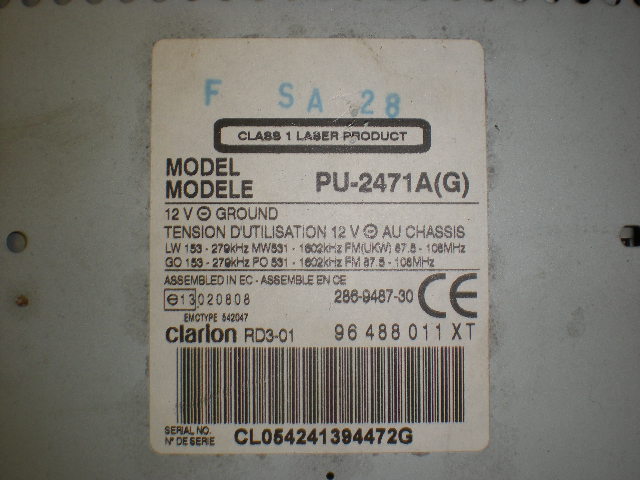 F SA 28
CLASS 1 LASER PRODUCT
MODEL
MODELE PU-2471A(G)
12 V ⊖ GROUND
TENSION D'UTILISATION 12 V ⊖ AU CHASSIS
LW 153 - 279kHz MW531 - 1602kHz FM(UKW) 87.5 - 108MHz
GO 153 - 279kHz PO 531 - 1602kHz FM 87.5 - 108MHz
ASSEMBLED IN EC - ASSEMBLE EN CE
e13 020808 286-9487-30 CE
EMCTYPE 542047
clarion RD3-01 96 488 011 XT
SERIAL NO.
N° DE SERIE CL054241394472G